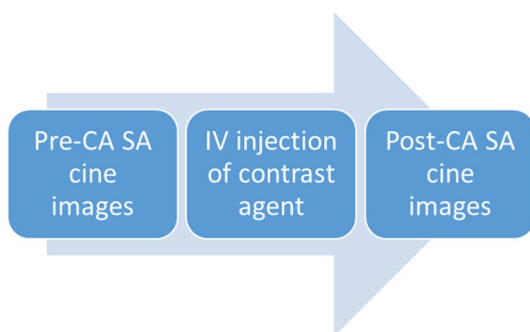 Pre-CA SA
cine
images
IV injection
of contrast
agent
Post-CA SA
cine
images